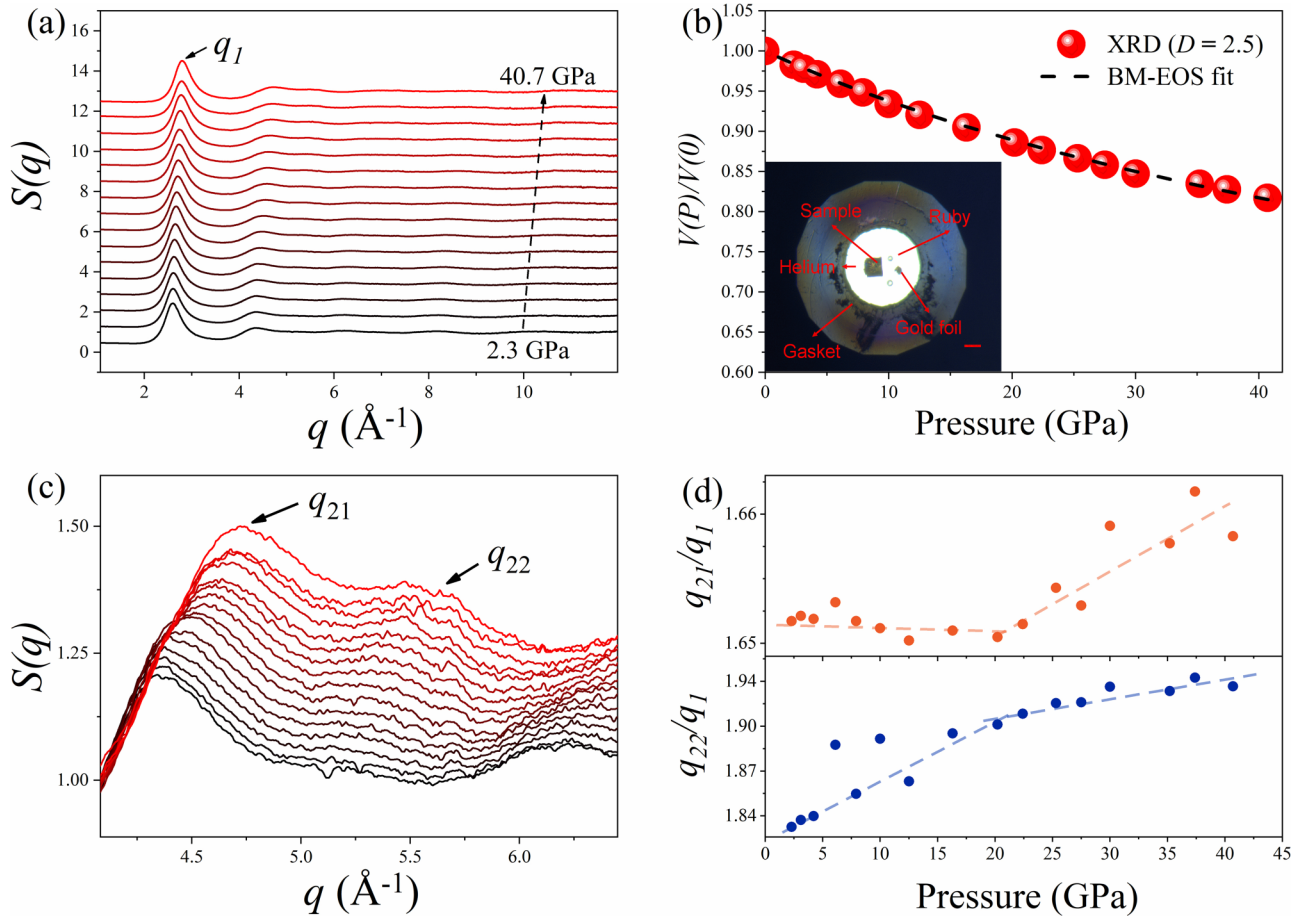 (a)
16
14
12
10
8
6
4
2
0
S(q)
q1
40.7 GPa
2.3 GPa
2
4
6
8
10
q (Å-1)
(b)
1.05
1.00
0.95
0.90
0.85
0.80
0.75
0.70
0.65
0.60
V(P)/V(0)
XRD (D = 2.5)
BM-EOS fit
Sample
Ruby
Helium
Gold foil
Gasket
0
10
20
30
40
Pressure (GPa)
(c)
1.50
1.25
1.00
S(q)
q21
q22
4.5
5.0
5.5
6.0
q (Å-1)
(d)
1.66
1.65
q21/q1
1.94
1.90
1.87
1.84
q22/q1
0
5
10
15
20
25
30
35
40
45
Pressure (GPa)